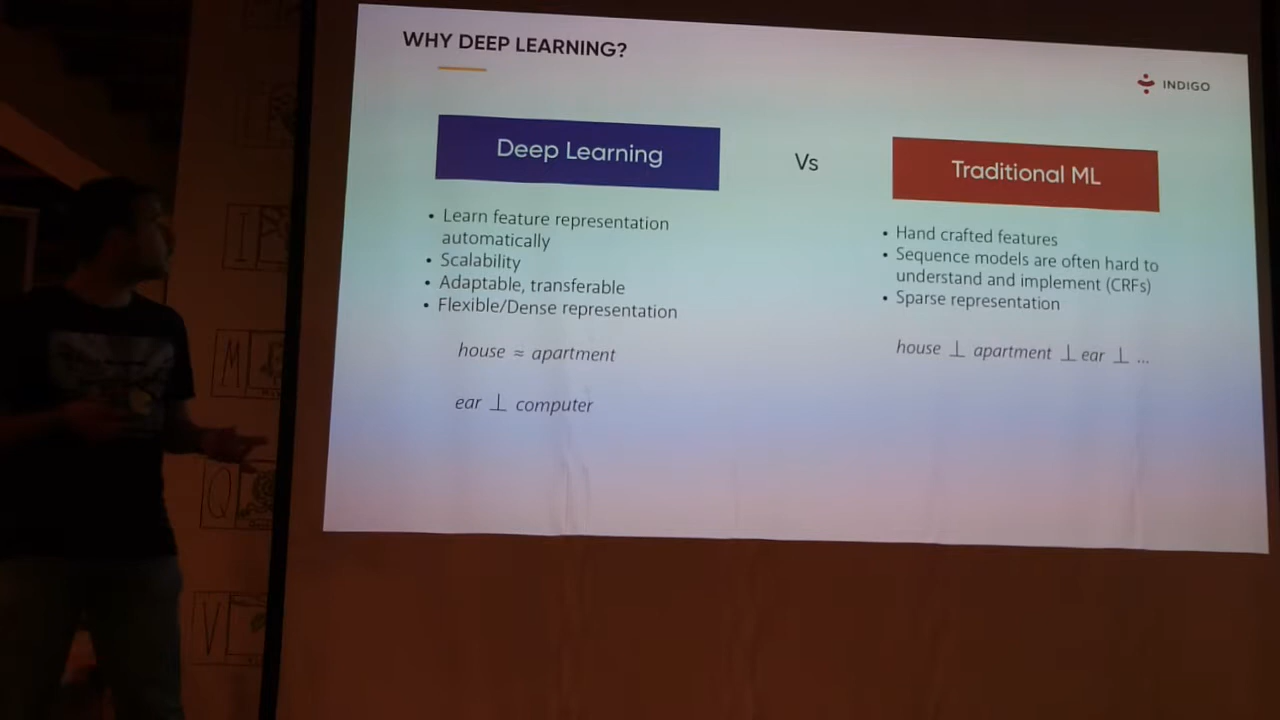 WHY DEEP LEARNING?
INDIGO
Deep Learning
Vs
Traditional ML
• Learn feature representation
automatically
• Scalability
• Adaptable, transferable
• Flexible/Dense representation
house ≈ apartment
ear ⊥ computer
• Hand crafted features
• Sequence models are often hard to
understand and implement (CRFs)
• Sparse representation
house ⊥ apartment ⊥ ear ⊥ ...
I
M
Q
V